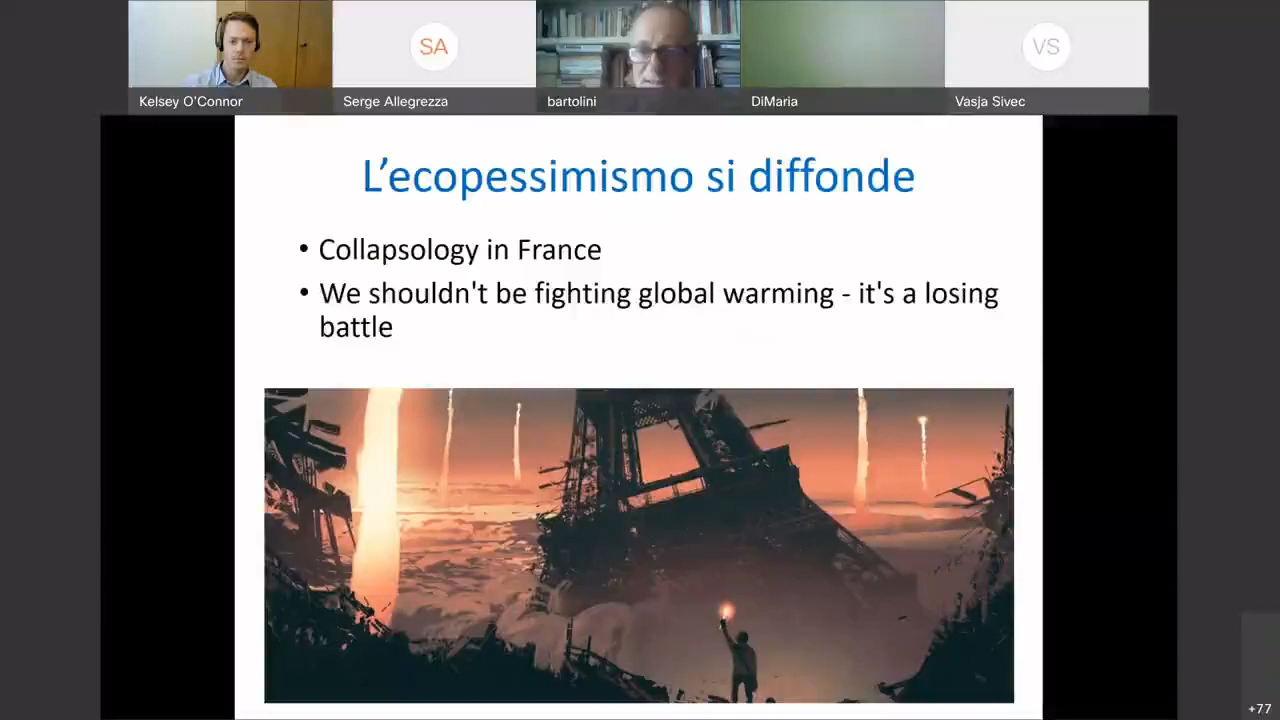 SA
VS
Kelsey O'Connor
Serge Allegrezza
bartolini
DiMaria
Vasja Sivec
L’ecopessimismo si diffonde
• Collapsology in France
• We shouldn't be fighting global warming - it's a losing
battle
+77